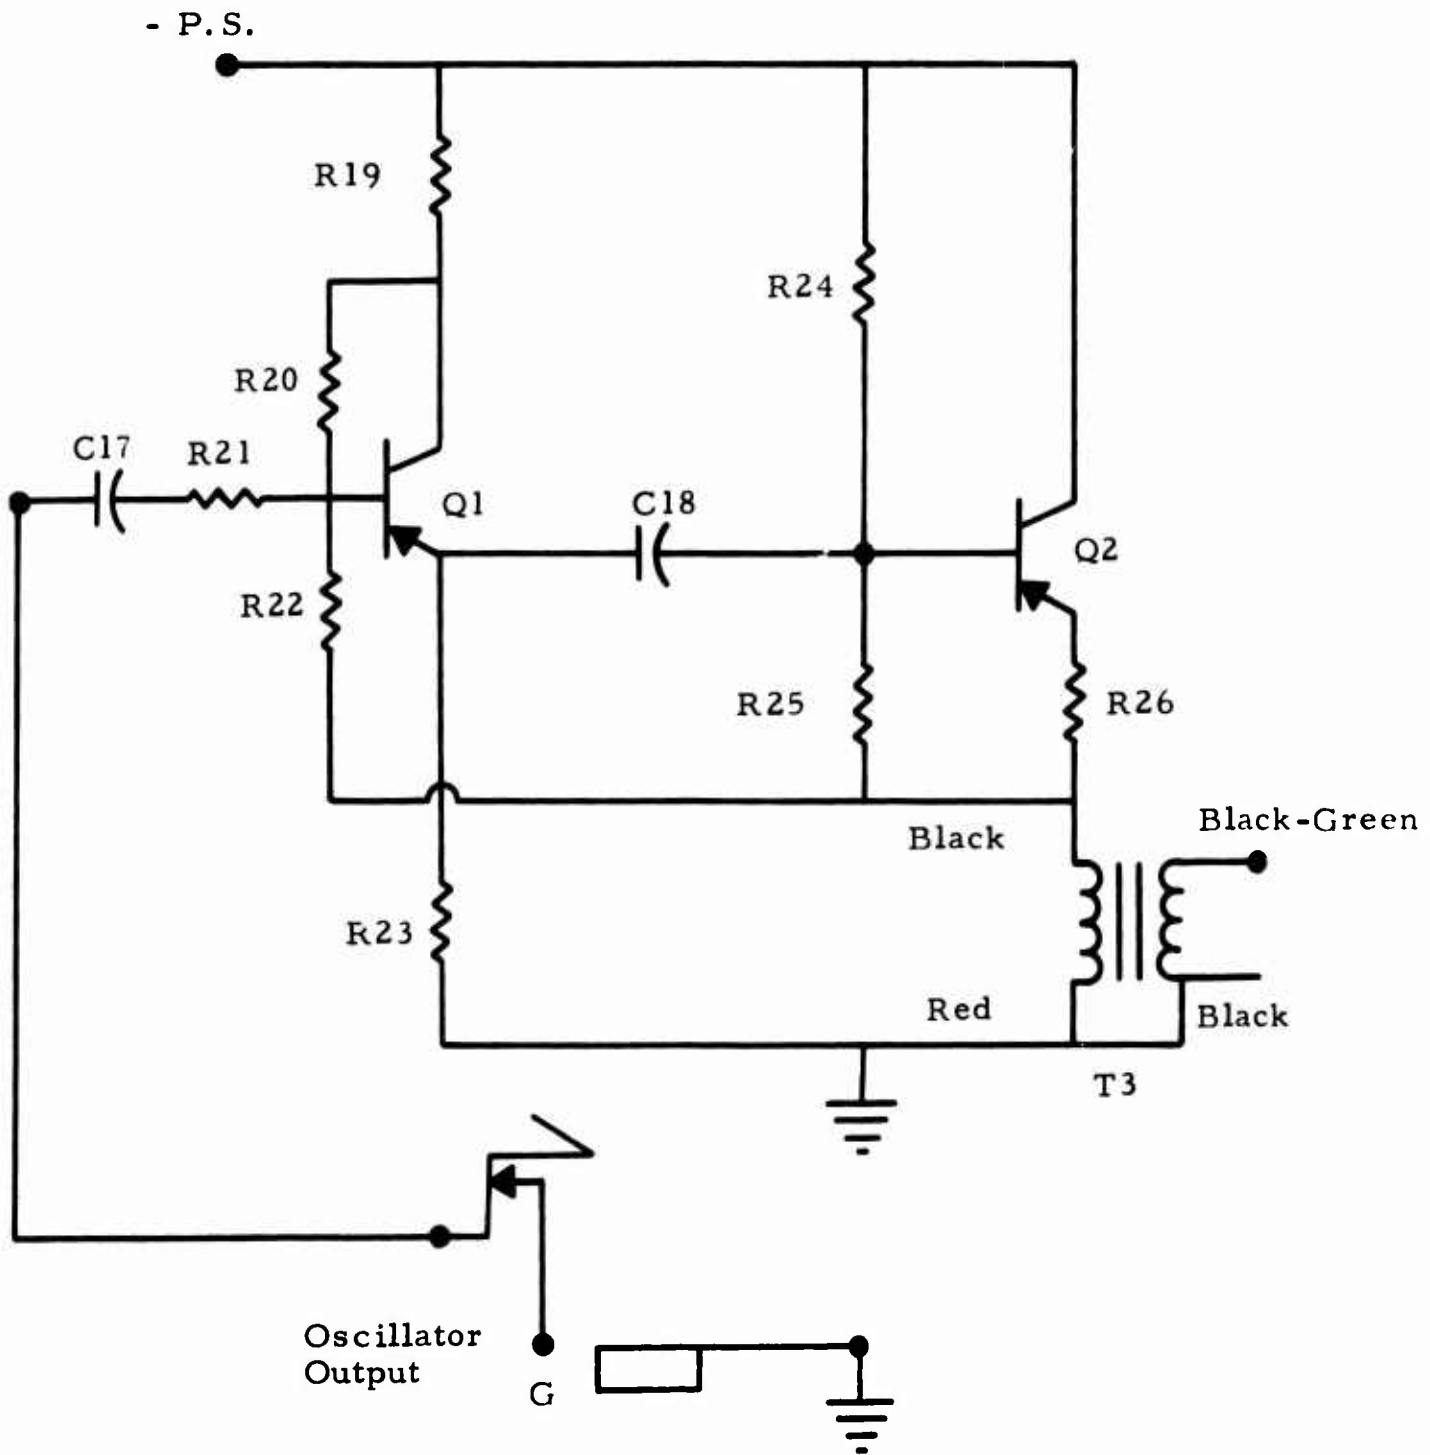 - P.S.
R19
R24
R20
C17
R21
Q1
C18
Q2
R22
R25
R26
Black
Black-Green
R23
Red
Black
T3
Oscillator
Output
G